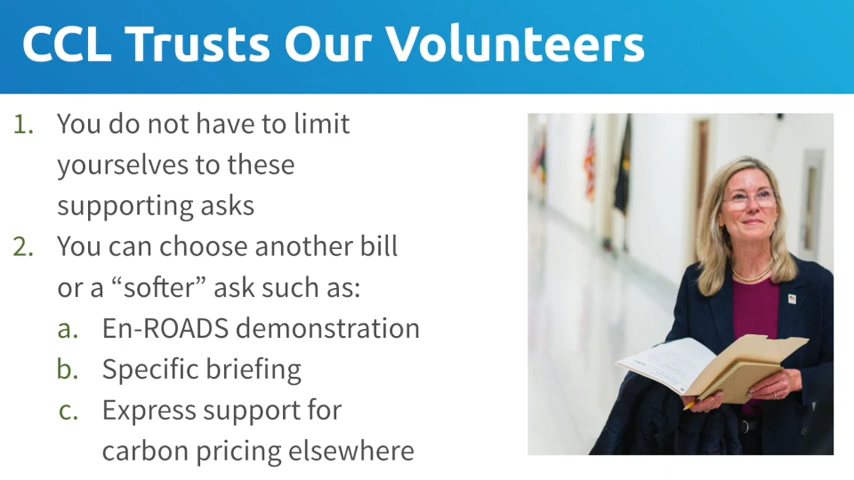 CCL Trusts Our Volunteers
1. You do not have to limit
yourselves to these
supporting asks
2. You can choose another bill
or a “softer” ask such as:
a. En-ROADS demonstration
b. Specific briefing
c. Express support for
carbon pricing elsewhere